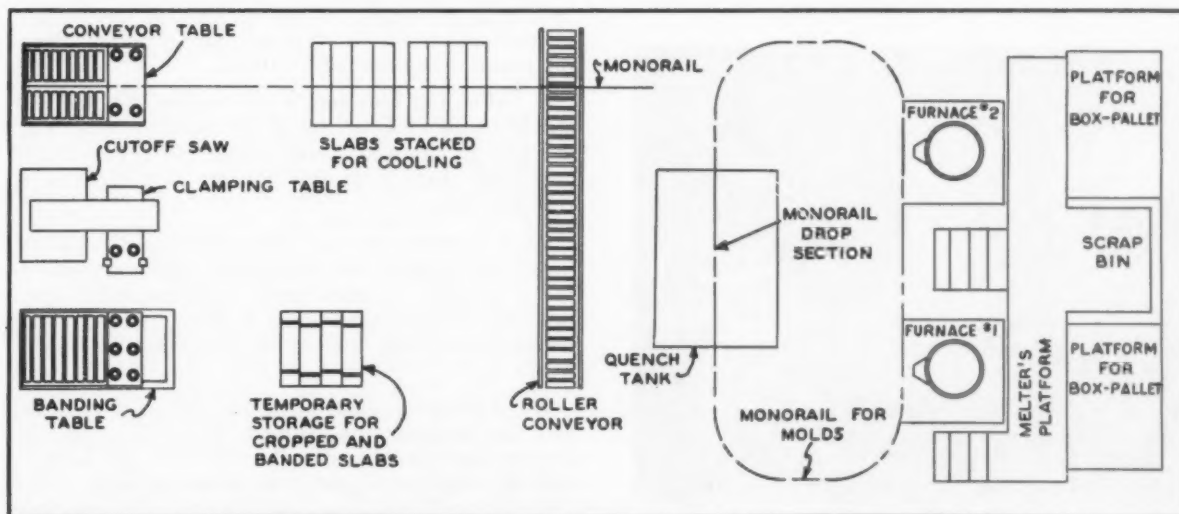 CONVEYOR TABLE
CUTOFF SAW
CLAMPING TABLE
BANDING
TABLE
SLABS STACKED
FOR COOLING
TEMPORARY
STORAGE FOR
CROPPED AND
BANDED SLABS
MONORAIL
ROLLER
CONVEYOR
QUENCH
TANK
MONORAIL
DROP
SECTION
MONORAIL FOR
MOLDS
FURNACE #2
FURNACE #1
MELTER'S
PLATFORM
PLATFORM
FOR
BOX-PALLET
SCRAP
BIN
PLATFORM
FOR
BOX-PALLET